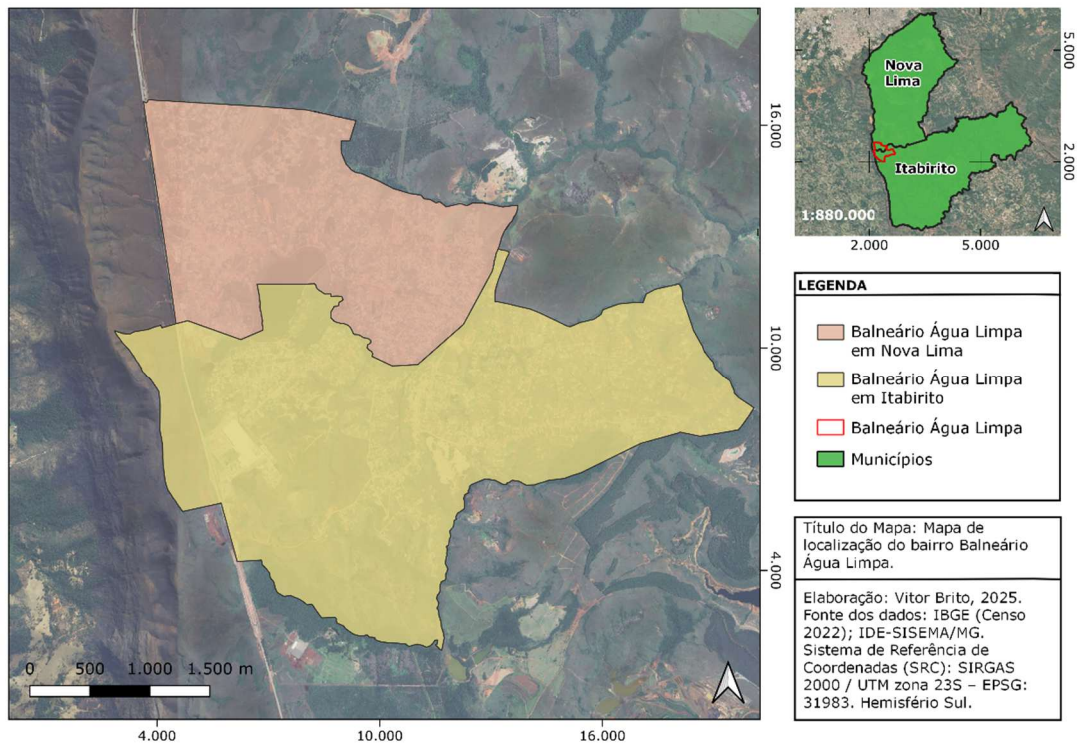 0 500 1.000 1.500 m
4.000 10.000 16.000
16.000
10.000
4.000
Nova
Lima
Itabirito
1:880.000
5.000
2.000
2.000 5.000
LEGENDA
Balneário Água Limpa
em Nova Lima
Balneário Água Limpa
em Itabirito
Balneário Água Limpa
Municípios
Título do Mapa: Mapa de
localização do bairro Balneário
Água Limpa.
Elaboração: Vitor Brito, 2025.
Fonte dos dados: IBGE (Censo
2022); IDE-SISEMA/MG.
Sistema de Referência de
Coordenadas (SRC): SIRGAS
2000 / UTM zona 23S – EPSG:
31983. Hemisfério Sul.